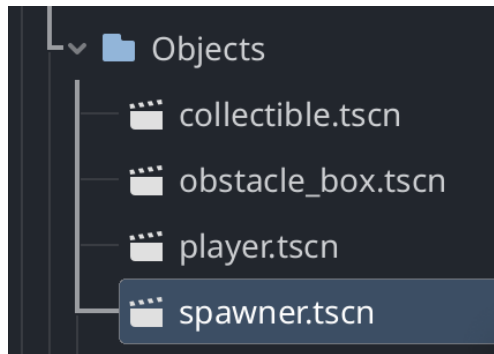 Objects
collectible.tscn
obstacle_box.tscn
player.tscn
spawner.tscn